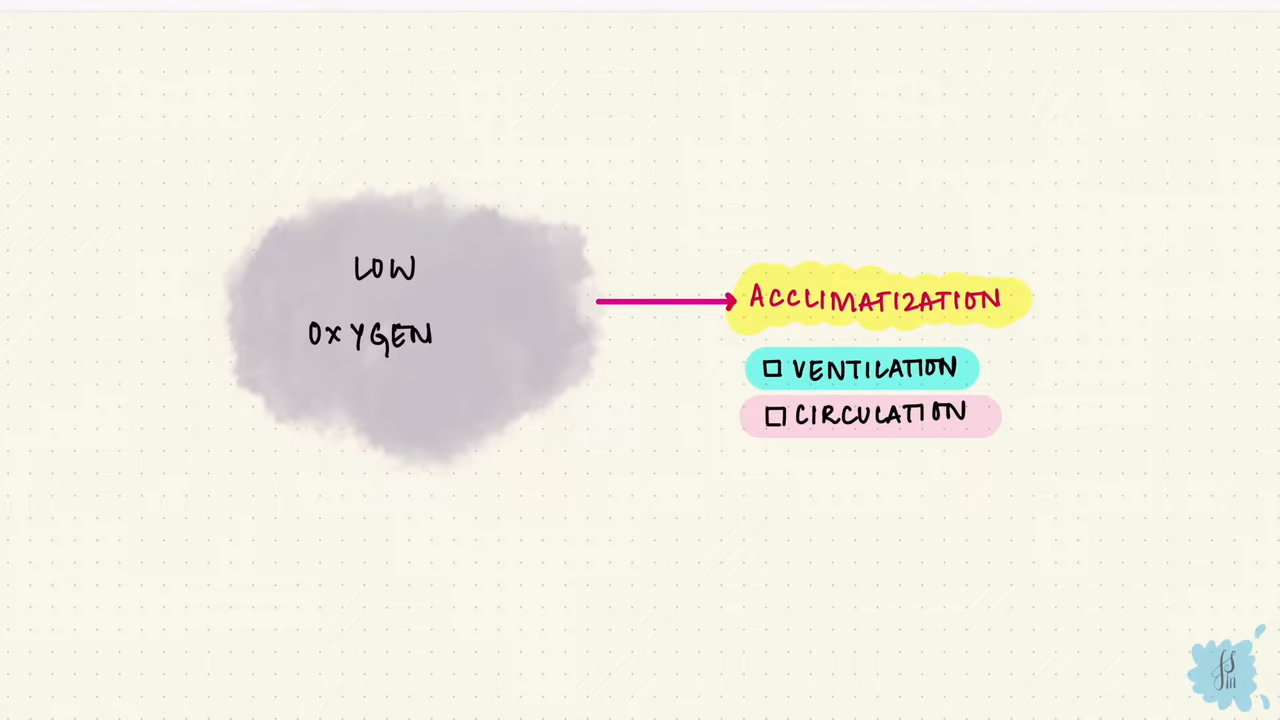 LOW
OXYGEN
ACCLIMATIZATION
VENTILATION
CIRCULATION